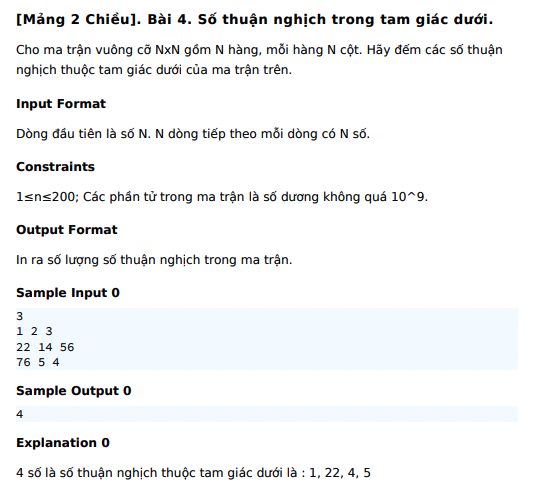 [Mảng 2 Chiều]. Bài 4. Số thuận nghịch trong tam giác dưới.
Cho ma trận vuông cỡ NxN gồm N hàng, mỗi hàng N cột. Hãy đếm các số thuận
nghịch thuộc tam giác dưới của ma trận trên.
Input Format
Dòng đầu tiên là số N. N dòng tiếp theo mỗi dòng có N số.
Constraints
1≤n≤200; Các phần tử trong ma trận là số dương không quá 10^9.
Output Format
In ra số lượng số thuận nghịch trong ma trận.
Sample Input 0
3
1 2 3
22 14 56
76 5 4
Sample Output 0
4
Explanation 0
4 số là số thuận nghịch thuộc tam giác dưới là : 1, 22, 4, 5